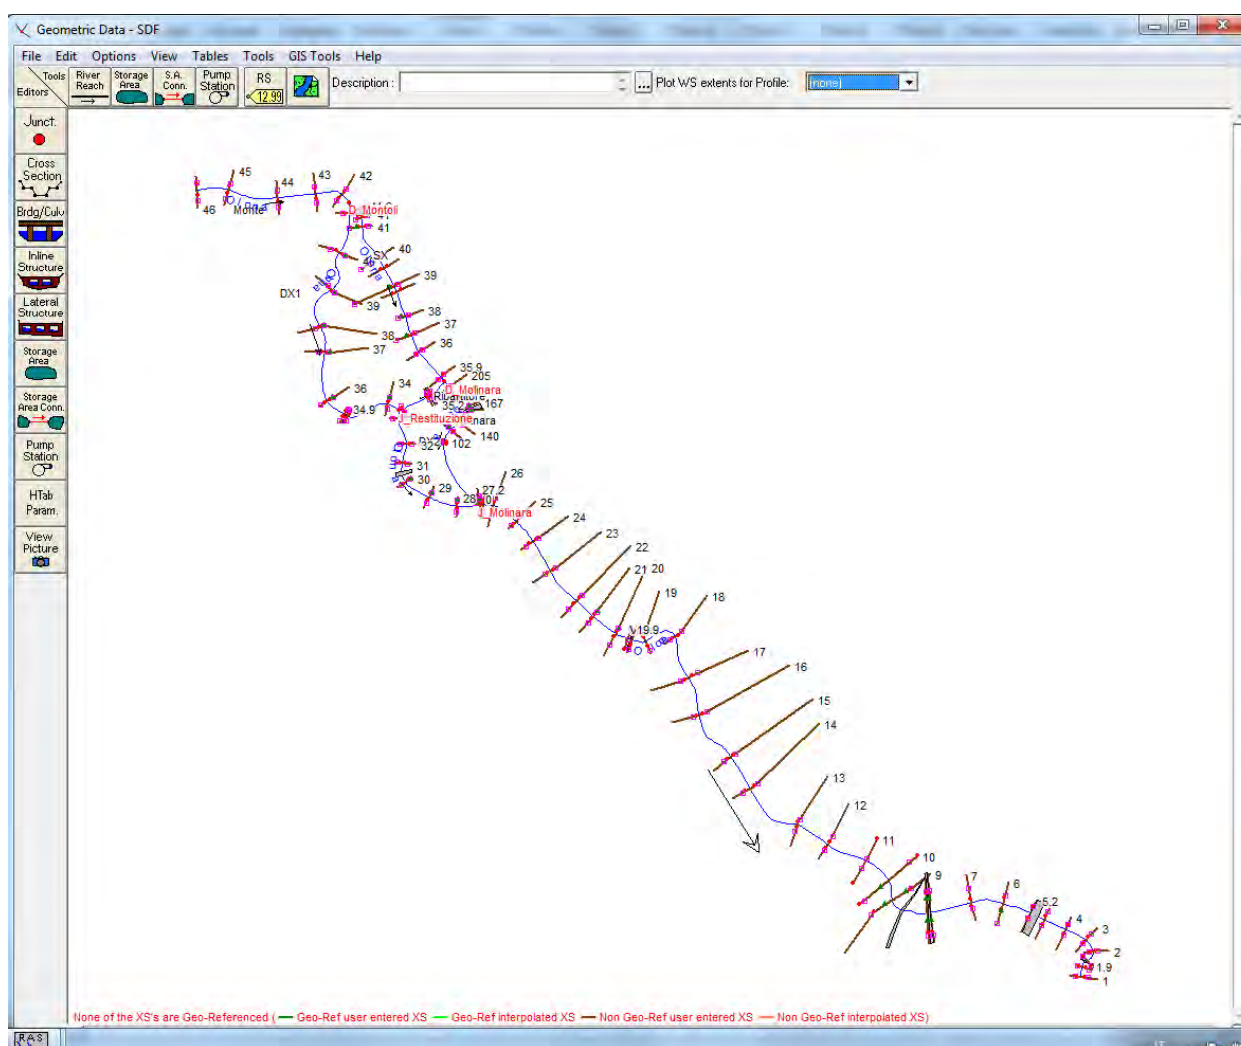 Geometric Data - SDF
File Edit Options View Tables Tools GIS Tools Help
Tools
Editors
River Reach
Storage Area
S.A. Conn.
Pump Station
RS
12.99
Description :
...
Plot WS extents for Profile:
(none)
Junct.
Cross Section
Brdg/Culv
Inline Structure
Lateral Structure
Storage Area
Storage Area Conn.
Pump Station
HTab Param.
View Picture
45
44
43
42
46
Monte
D_Montoli
41
40
SX
39
DX1
39
38
37
38
36
37
35.9
205
D_Molinara
36
34
Ripartitore
35.2
167
34.9
J_Restituzione
140
102
32
31
30
29
28
27.2
26
J_Molinara
25
24
23
22
21
20
19
19.9
18
17
16
15
14
13
12
11
10
9
7
6
5.2
4
3
2
1.9
1
None of the XS's are Geo-Referenced ( Geo-Ref user entered XS Geo-Ref interpolated XS Non Geo-Ref user entered XS Non Geo-Ref interpolated XS)
RAS